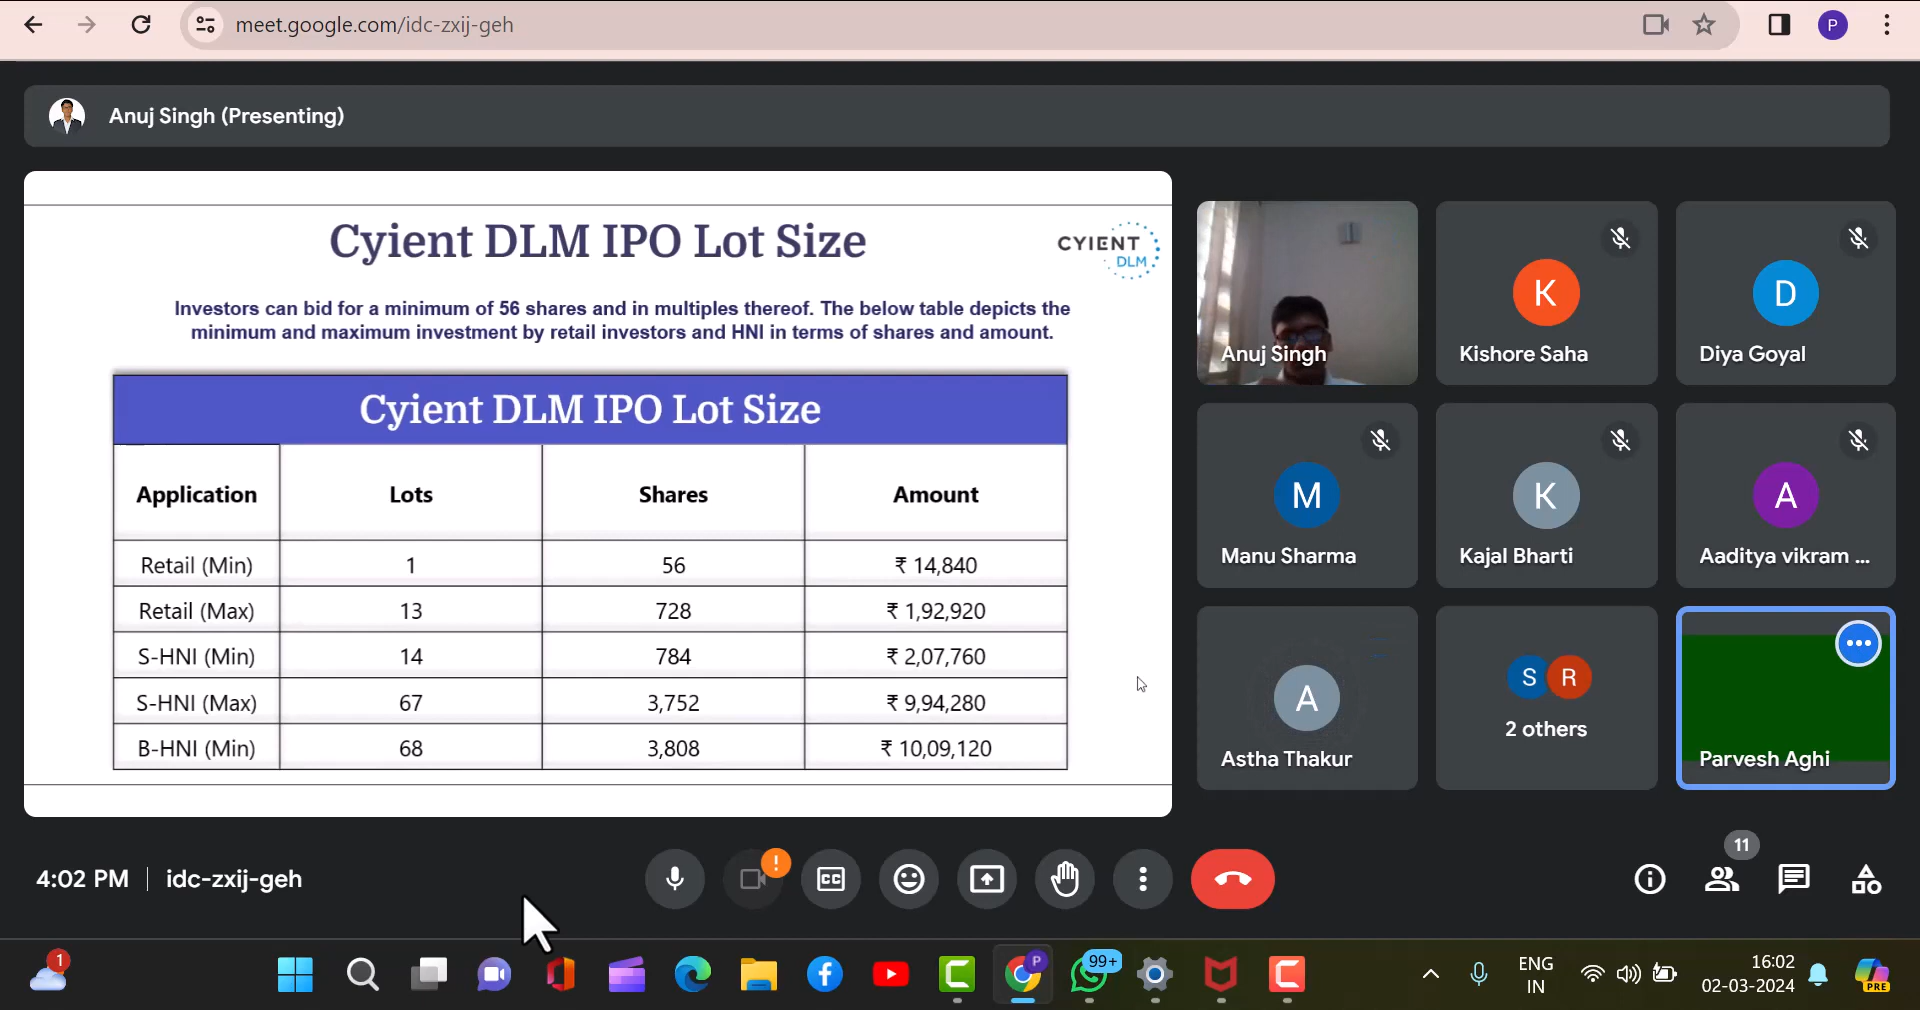 meet.google.com/idc-zxij-geh
P
Anuj Singh (Presenting)
Cyient DLM IPO Lot Size
CYIENT
DLM
Investors can bid for a minimum of 56 shares and in multiples thereof. The below table depicts the
minimum and maximum investment by retail investors and HNI in terms of shares and amount.
Cyient DLM IPO Lot Size
Application Lots Shares Amount
Retail (Min) 1 56 ₹ 14,840
Retail (Max) 13 728 ₹ 1,92,920
S-HNI (Min) 14 784 ₹ 2,07,760
S-HNI (Max) 67 3,752 ₹ 9,94,280
B-HNI (Min) 68 3,808 ₹ 10,09,120
Anuj Singh
K
Kishore Saha
D
Diya Goyal
M
Manu Sharma
K
Kajal Bharti
A
Aaditya vikram ...
A
Astha Thakur
S R
2 others
Parvesh Aghi
11
4:02 PM | idc-zxij-geh
!
CC
1
P
99+
ENG
IN
16:02
02-03-2024
PRE